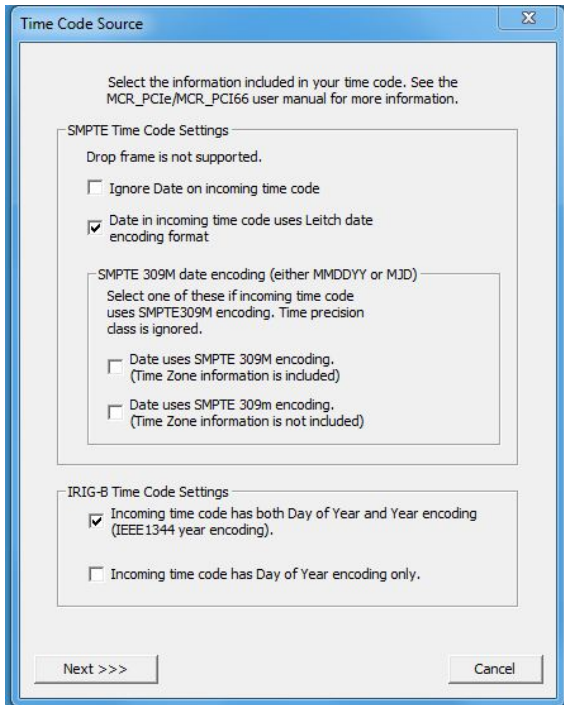 Time Code Source
Select the information included in your time code. See the
MCR_PCIe/MCR_PCI66 user manual for more information.
SMPTE Time Code Settings
Drop frame is not supported.
Ignore Date on incoming time code
Date in incoming time code uses Leitch date
encoding format
SMPTE 309M date encoding (either MMDDYY or MJD)
Select one of these if incoming time code
uses SMPTE309M encoding. Time precision
class is ignored.
Date uses SMPTE 309M encoding.
(Time Zone information is included)
Date uses SMPTE 309m encoding.
(Time Zone information is not included)
IRIG-B Time Code Settings
Incoming time code has both Day of Year and Year encoding
(IEEE1344 year encoding).
Incoming time code has Day of Year encoding only.
Next >>>
Cancel